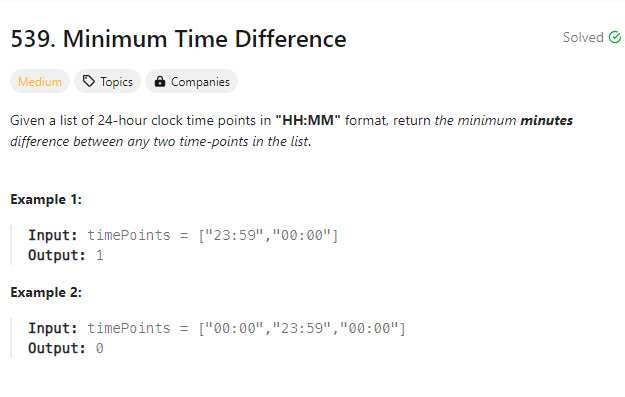 539. Minimum Time Difference
Solved
Medium
Topics
Companies
Given a list of 24-hour clock time points in "HH:MM" format, return the minimum minutes
difference between any two time-points in the list.
Example 1:
Input: timePoints = ["23:59","00:00"]
Output: 1
Example 2:
Input: timePoints = ["00:00","23:59","00:00"]
Output: 0